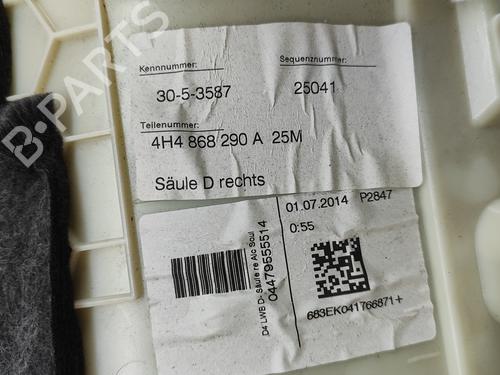 Kennnummer:
30-5-3587
Sequenznummer:
25041
Teilenummer:
4H4 868 290 A 25M
Säule D rechts
D4 LWB D- Säule re Alc Soul
04479555514
01.07.2014 P2847
0:55
683EK041766871+
B-PARTS